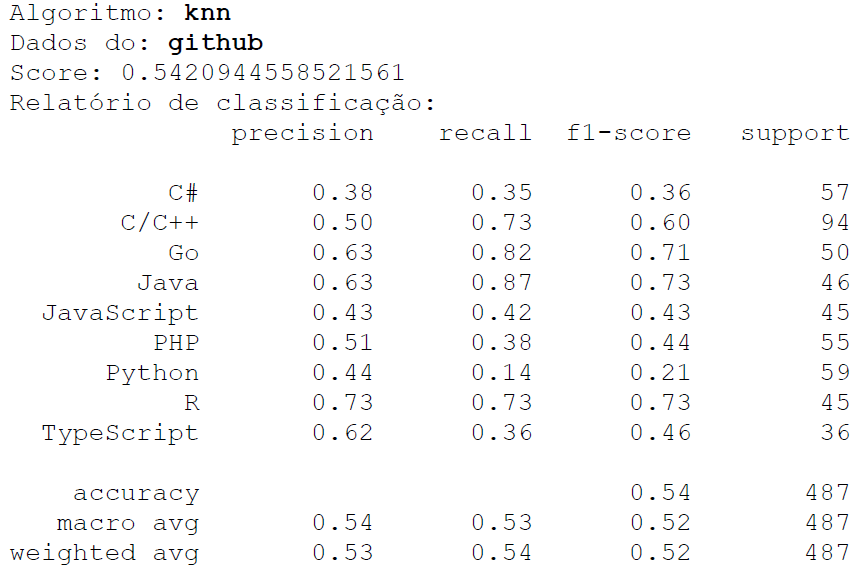 Algoritmo: knn
Dados do: github
Score: 0.5420944558521561
Relatório de classificação:
precision recall f1-score support
C# 0.38 0.35 0.36 57
C/C++ 0.50 0.73 0.60 94
Go 0.63 0.82 0.71 50
Java 0.63 0.87 0.73 46
JavaScript 0.43 0.42 0.43 45
PHP 0.51 0.38 0.44 55
Python 0.44 0.14 0.21 59
R 0.73 0.73 0.73 45
TypeScript 0.62 0.36 0.46 36
accuracy 0.54 487
macro avg 0.54 0.53 0.52 487
weighted avg 0.53 0.54 0.52 487